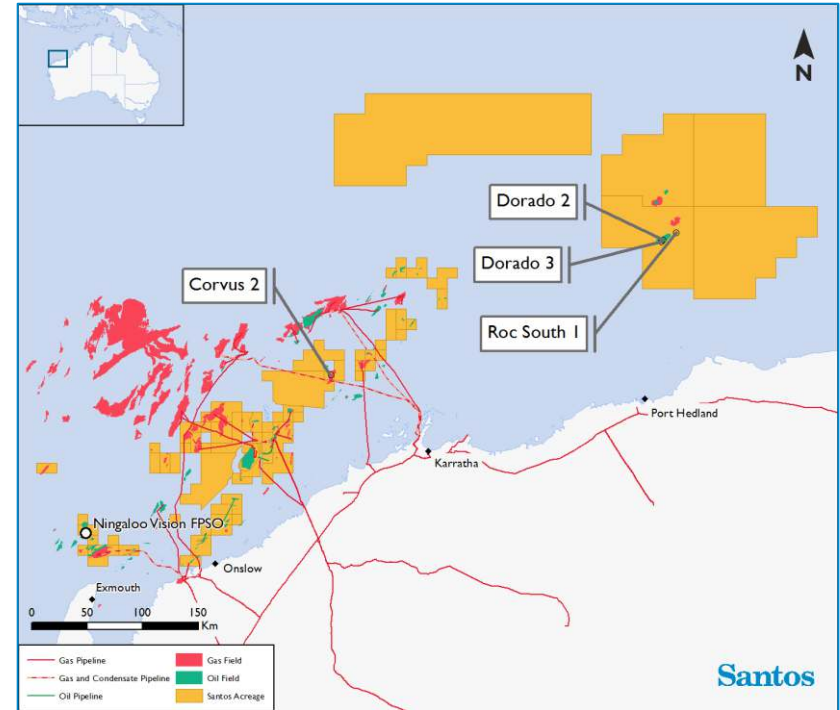 N
Dorado 2
Dorado 3
Corvus 2
Roc South 1
Port Hedland
Karratha
Ningaloo Vision FPSO
Onslow
Exmouth
0 50 100 150
Km
Gas Pipeline
Gas and Condensate Pipeline
Oil Pipeline
Gas Field
Oil Field
Santos Acreage
Santos